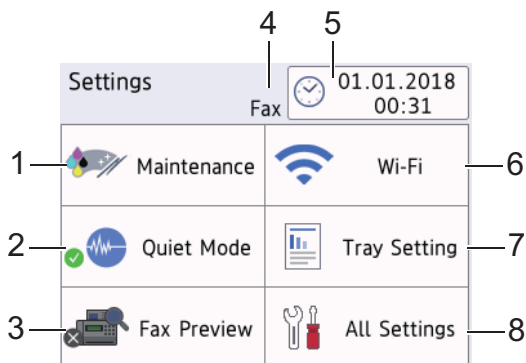 4 5
Settings
Fax
01.01.2018
00:31
1 Maintenance
Wi-Fi 6
2 Quiet Mode
Tray Setting 7
3 Fax Preview
All Settings 8